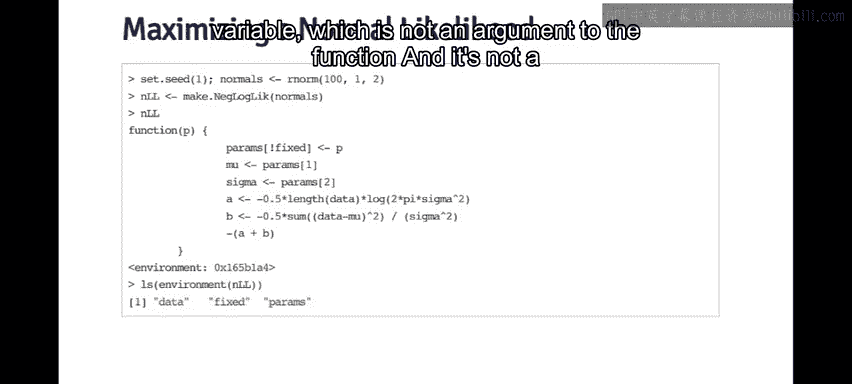 Maximizing a Normal Likelihood
variable, which is not an argument to the
function And it's not a
> set.seed(1); normals <- rnorm(100, 1, 2)
> nLL <- make.NegLogLik(normals)
> nLL
function(p) {
params[!fixed] <- p
mu <- params[1]
sigma <- params[2]
a <- -0.5*length(data)*log(2*pi*sigma^2)
b <- -0.5*sum((data-mu)^2) / (sigma^2)
-(a + b)
}
<environment: 0x165b1a4>
> ls(environment(nLL))
[1] "data" "fixed" "params"